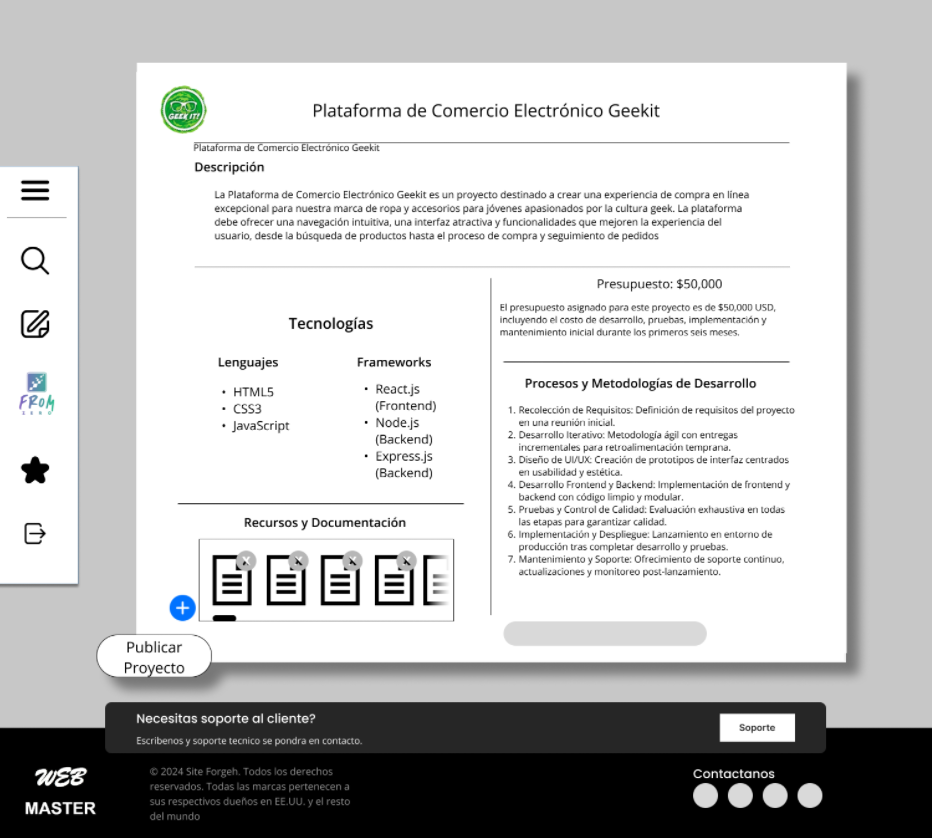 GEEK IT!
Plataforma de Comercio Electrónico Geekit
Plataforma de Comercio Electrónico Geekit
Descripción
La Plataforma de Comercio Electrónico Geekit es un proyecto destinado a crear una experiencia de compra en línea
excepcional para nuestra marca de ropa y accesorios para jóvenes apasionados por la cultura geek. La plataforma
debe ofrecer una navegación intuitiva, una interfaz atractiva y funcionalidades que mejoren la experiencia del
usuario, desde la búsqueda de productos hasta el proceso de compra y seguimiento de pedidos
FROM
ZERO
Tecnologías
Lenguajes
• HTML5
• CSS3
• JavaScript
Frameworks
• React.js
(Frontend)
• Node.js
(Backend)
• Express.js
(Backend)
Recursos y Documentación
Presupuesto: $50,000
El presupuesto asignado para este proyecto es de $50,000 USD,
incluyendo el costo de desarrollo, pruebas, implementación y
mantenimiento inicial durante los primeros seis meses.
Procesos y Metodologías de Desarrollo
1. Recolección de Requisitos: Definición de requisitos del proyecto
en una reunión inicial.
2. Desarrollo Iterativo: Metodología ágil con entregas
incrementales para retroalimentación temprana.
3. Diseño de UI/UX: Creación de prototipos de interfaz centrados
en usabilidad y estética.
4. Desarrollo Frontend y Backend: Implementación de frontend y
backend con código limpio y modular.
5. Pruebas y Control de Calidad: Evaluación exhaustiva en todas
las etapas para garantizar calidad.
6. Implementación y Despliegue: Lanzamiento en entorno de
producción tras completar desarrollo y pruebas.
7. Mantenimiento y Soporte: Ofrecimiento de soporte continuo,
actualizaciones y monitoreo post-lanzamiento.
Publicar
Proyecto
Necesitas soporte al cliente?
Escribenos y soporte tecnico se pondra en contacto.
Soporte
WEB
MASTER
© 2024 Site Forgeh. Todos los derechos
reservados. Todas las marcas pertenecen a
sus respectivos dueños en EE.UU. y el resto
del mundo
Contactanos